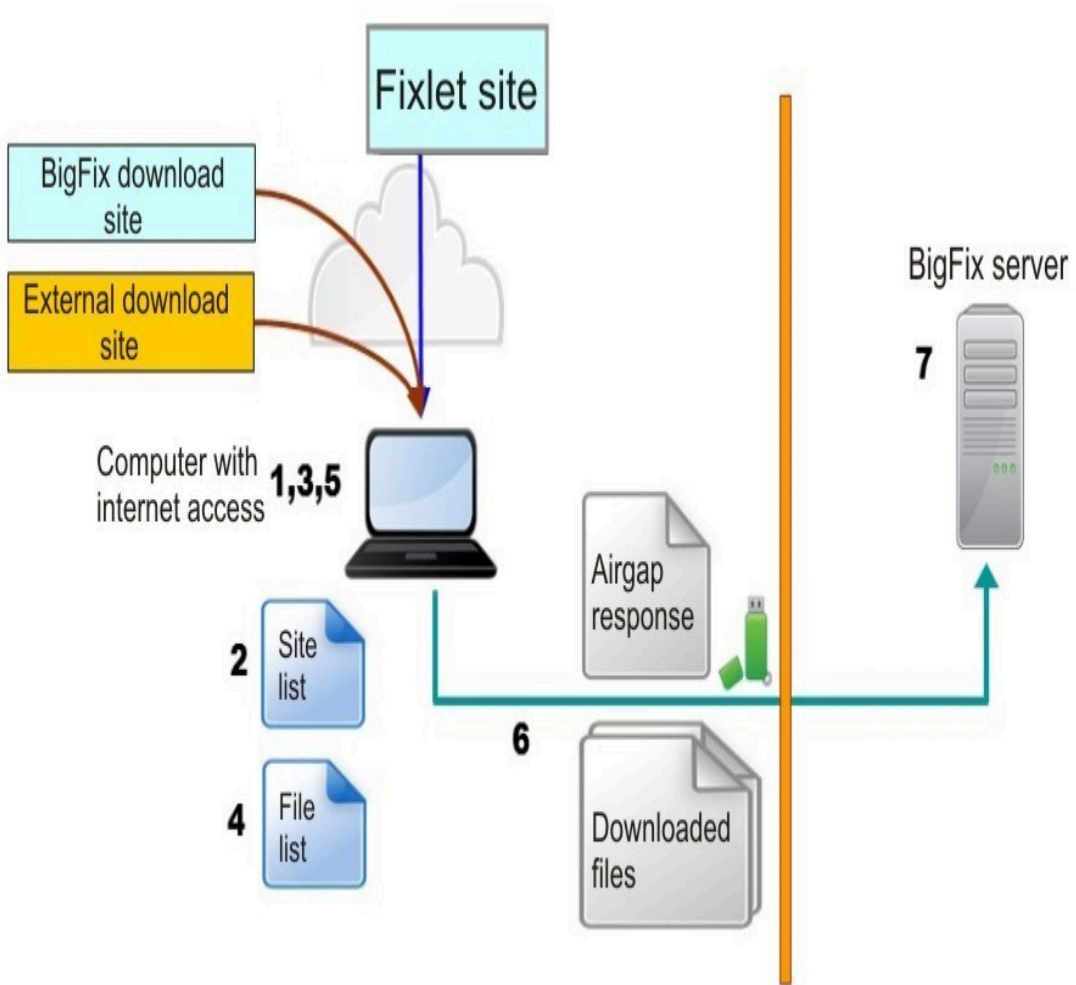 Fixlet site
BigFix download
site
External download
site
BigFix server
7
Computer with
internet access
1,3,5
Airgap
response
2
Site
list
6
4
File
list
Downloaded
files